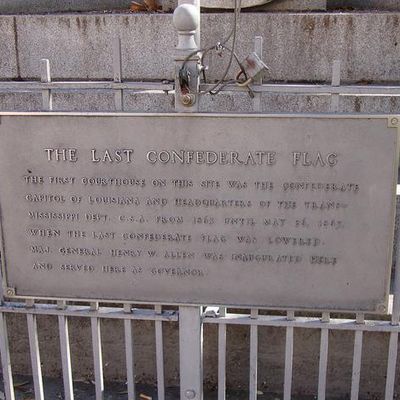 THE LAST CONFEDERATE FLAG
THE FIRST COURTHOUSE ON THIS SITE WAS THE CONFEDERATE
CAPITOL OF LOUISIANA AND HEADQUARTERS OF THE TRANS-
MISSISSIPPI DEPT. C.S.A. FROM 1863 UNTIL MAY 26, 1865,
WHEN THE LAST CONFEDERATE FLAG WAS LOWERED.
MAJ. GENERAL HENRY W. ALLEN WAS INAUGURATED HERE
AND SERVED HERE AS GOVERNOR.